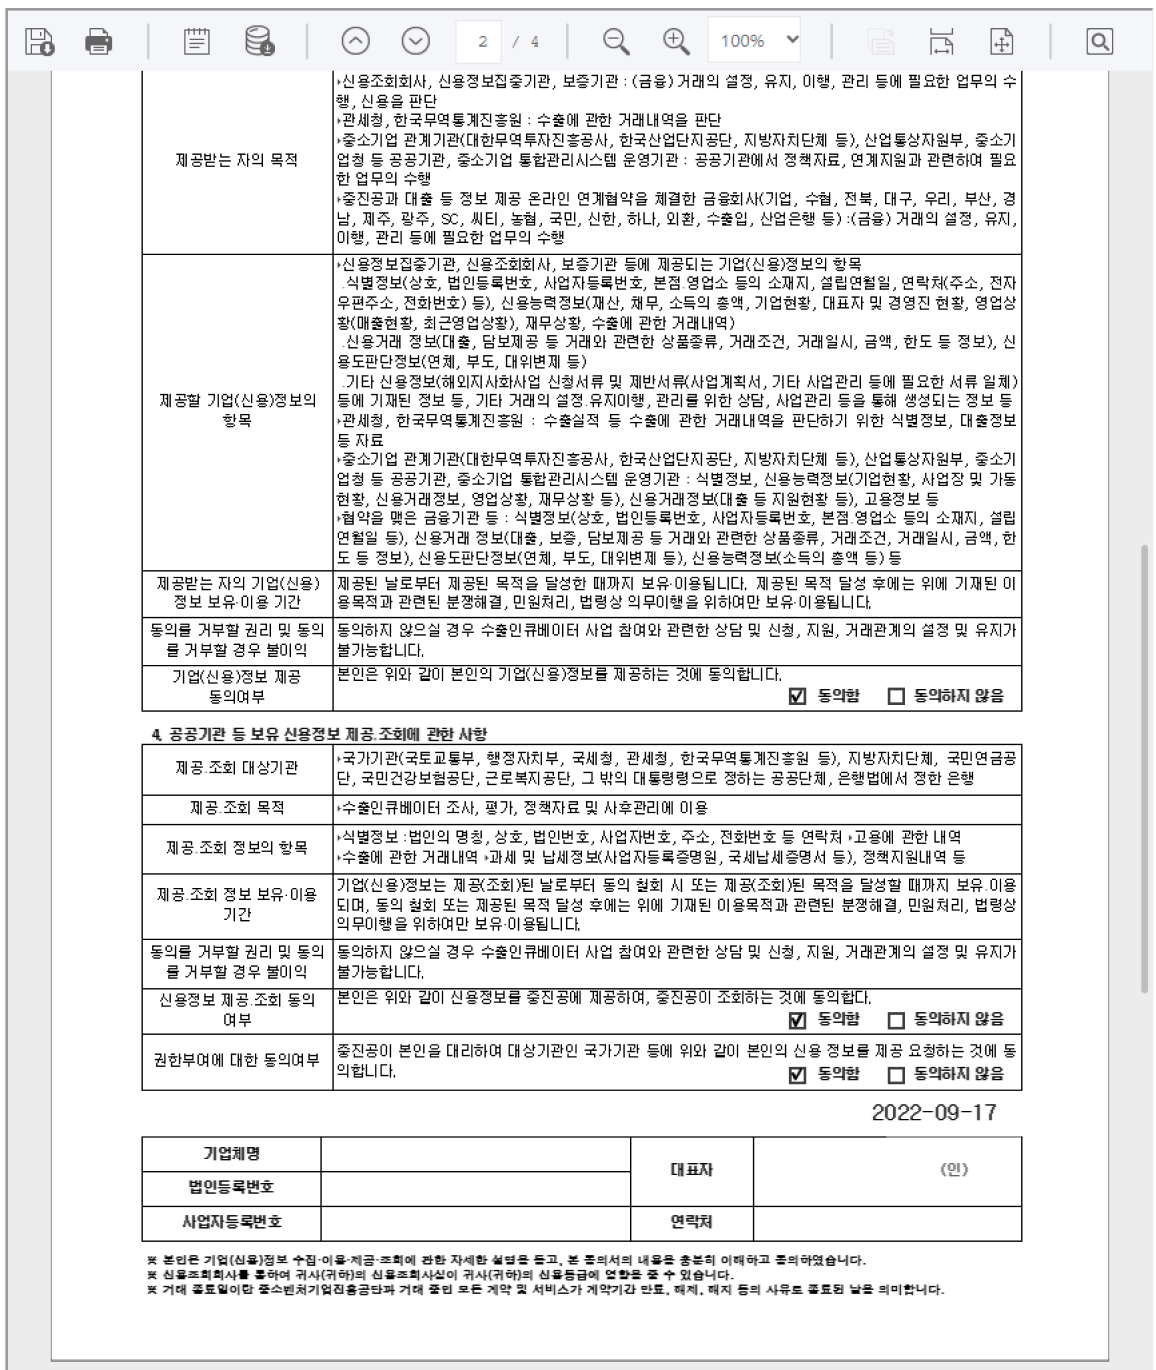 2 / 4 100%
›신용조회회사, 신용정보집중기관, 보증기관 : (금융) 거래의 설정, 유지, 이행, 관리 등에 필요한 업무의 수
행, 신용을 판단
›관세청, 한국무역통계진흥원 : 수출에 관한 거래내역을 판단
제공받는 자의 목적
›중소기업 관계기관(대한무역투자진흥공사, 한국산업단지공단, 지방자치단체 등), 산업통상자원부, 중소기
업청 등 공공기관, 중소기업 통합관리시스템 운영기관 : 공공기관에서 정책자료, 연계지원과 관련하여 필요
한 업무의 수행
›중진공과 대출 등 정보 제공 온라인 연계협약을 체결한 금융회사(기업, 수협, 전북, 대구, 우리, 부산, 경
남, 제주, 광주, SC, 씨티, 농협, 국민, 신한, 하나, 외환, 수출입, 산업은행 등) :(금융) 거래의 설정, 유지,
이행, 관리 등에 필요한 업무의 수행
제공할 기업(신용)정보의
항목
›신용정보집중기관, 신용조회회사, 보증기관 등에 제공되는 기업(신용)정보의 항목
.식별정보(상호, 법인등록번호, 사업자등록번호, 본점.영업소 등의 소재지, 설립연월일, 연락처(주소, 전자
우편주소, 전화번호) 등), 신용능력정보(재산, 채무, 소득의 총액, 기업현황, 대표자 및 경영진 현황, 영업상
황(매출현황, 최근영업상황), 재무상황, 수출에 관한 거래내역)
.신용거래 정보(대출, 담보제공 등 거래와 관련한 상품종류, 거래조건, 거래일시, 금액, 한도 등 정보), 신
용도판단정보(연체, 부도, 대위변제 등)
.기타 신용정보(해외지사화사업 신청서류 및 제반서류(사업계획서, 기타 사업관리 등에 필요한 서류 일체)
등에 기재된 정보 등, 기타 거래의 설정.유지이행, 관리를 위한 상담, 사업관리 등을 통해 생성되는 정보 등
›관세청, 한국무역통계진흥원 : 수출실적 등 수출에 관한 거래내역을 판단하기 위한 식별정보, 대출정보
등 자료
›중소기업 관계기관(대한무역투자진흥공사, 한국산업단지공단, 지방자치단체 등), 산업통상자원부, 중소기
업청 등 공공기관, 중소기업 통합관리시스템 운영기관 : 식별정보, 신용능력정보(기업현황, 사업장 및 가동
현황, 신용거래정보, 영업상황, 재무상황 등), 신용거래정보(대출 등 지원현황 등), 고용정보 등
›협약을 맺은 금융기관 등 : 식별정보(상호, 법인등록번호, 사업자등록번호, 본점.영업소 등의 소재지, 설립
연월일 등), 신용거래 정보(대출, 보증, 담보제공 등 거래와 관련한 상품종류, 거래조건, 거래일시, 금액, 한
도 등 정보), 신용도판단정보(연체, 부도, 대위변제 등), 신용능력정보(소득의 총액 등) 등
제공받는 자의 기업(신용)
정보 보유·이용 기간
제공된 날로부터 제공된 목적을 달성한 때까지 보유·이용됩니다. 제공된 목적 달성 후에는 위에 기재된 이
용목적과 관련된 분쟁해결, 민원처리, 법령상 의무이행을 위하여만 보유·이용됩니다.
동의를 거부할 권리 및 동의
를 거부할 경우 불이익
동의하지 않으실 경우 수출인큐베이터 사업 참여와 관련한 상담 및 신청, 지원, 거래관계의 설정 및 유지가
불가능합니다.
기업(신용)정보 제공
동의여부
본인은 위와 같이 본인의 기업(신용)정보를 제공하는 것에 동의합니다.
☑ 동의함 ☐ 동의하지 않음
4. 공공기관 등 보유 신용정보 제공.조회에 관한 사항
제공.조회 대상기관
›국가기관(국토교통부, 행정자치부, 국세청, 관세청, 한국무역통계진흥원 등), 지방자치단체, 국민연금공
단, 국민건강보험공단, 근로복지공단, 그 밖의 대통령령으로 정하는 공공단체, 은행법에서 정한 은행
제공.조회 목적
›수출인큐베이터 조사, 평가, 정책자료 및 사후관리에 이용
제공.조회 정보의 항목
›식별정보 :법인의 명칭, 상호, 법인번호, 사업자번호, 주소, 전화번호 등 연락처 ›고용에 관한 내역
›수출에 관한 거래내역 ›과세 및 납세정보(사업자등록증명원, 국세납세증명서 등), 정책지원내역 등
제공.조회 정보 보유·이용
기간
기업(신용)정보는 제공(조회)된 날로부터 동의 철회 시 또는 제공(조회)된 목적을 달성할 때까지 보유.이용
되며, 동의 철회 또는 제공된 목적 달성 후에는 위에 기재된 이용목적과 관련된 분쟁해결, 민원처리, 법령상
의무이행을 위하여만 보유·이용됩니다.
동의를 거부할 권리 및 동의
를 거부할 경우 불이익
동의하지 않으실 경우 수출인큐베이터 사업 참여와 관련한 상담 및 신청, 지원, 거래관계의 설정 및 유지가
불가능합니다.
신용정보 제공.조회 동의
여부
본인은 위와 같이 신용정보를 중진공에 제공하여, 중진공이 조회하는 것에 동의합다.
☑ 동의함 ☐ 동의하지 않음
권한부여에 대한 동의여부
중진공이 본인을 대리하여 대상기관인 국가기관 등에 위와 같이 본인의 신용 정보를 제공 요청하는 것에 동
의합니다.
☑ 동의함 ☐ 동의하지 않음
2022-09-17
기업체명
대표자 (인)
법인등록번호
사업자등록번호 연락처
※ 본인은 기업(신용)정보 수집·이용·제공·조회에 관한 자세한 설명을 듣고, 본 동의서의 내용을 충분히 이해하고 동의하였습니다.
※ 신용조회회사를 통하여 귀사(귀하)의 신용조회사실이 귀사(귀하)의 신용등급에 영향을 줄 수 있습니다.
※ 거래 종료일이란 중소벤처기업진흥공단과 거래 중인 모든 계약 및 서비스가 계약기간 만료, 해제, 해지 등의 사유로 종료된 날을 의미합니다.